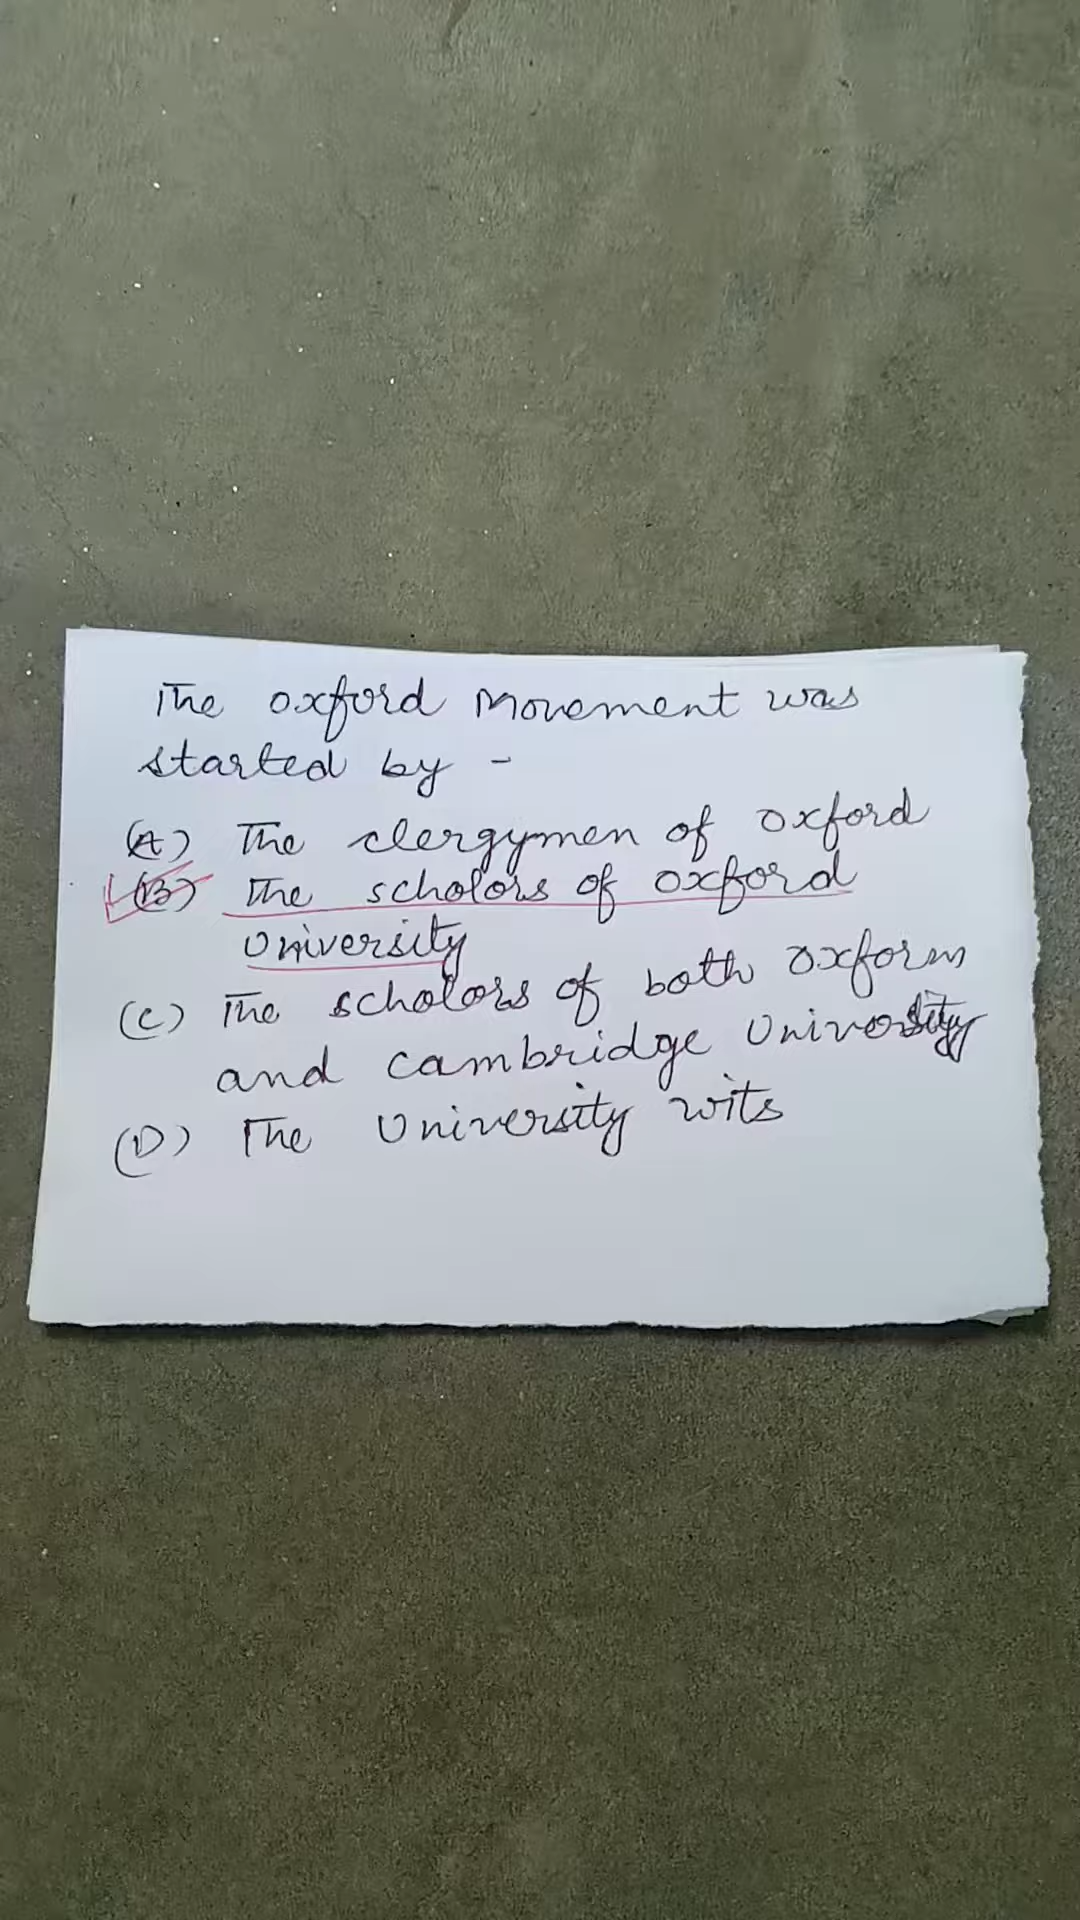 The oxford Movement was
started by -
(A) The clergymen of oxford
(B) The scholors of oxford
University
(C) The scholors of both oxform
and cambridge University
(D) The University wits